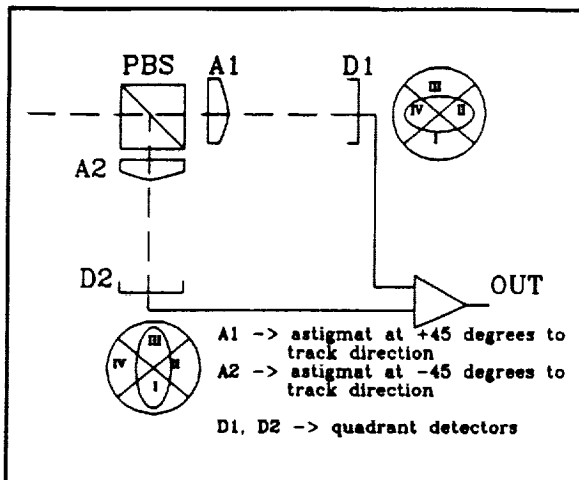 PBS A1 D1
III
IV II
I
A2
D2 OUT
III
IV II
I
A1 -> astigmat at +45 degrees to
track direction
A2 -> astigmat at -45 degrees to
track direction
D1, D2 -> quadrant detectors